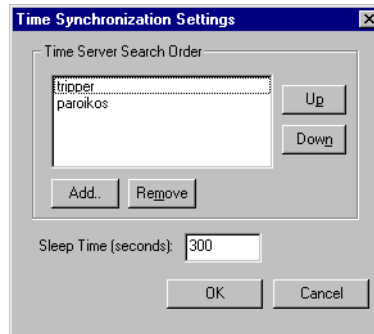 Time Synchronization Settings
Time Server Search Order
tripper
paroikos
Up
Down
Add..
Remove
Sleep Time (seconds): 300
OK
Cancel